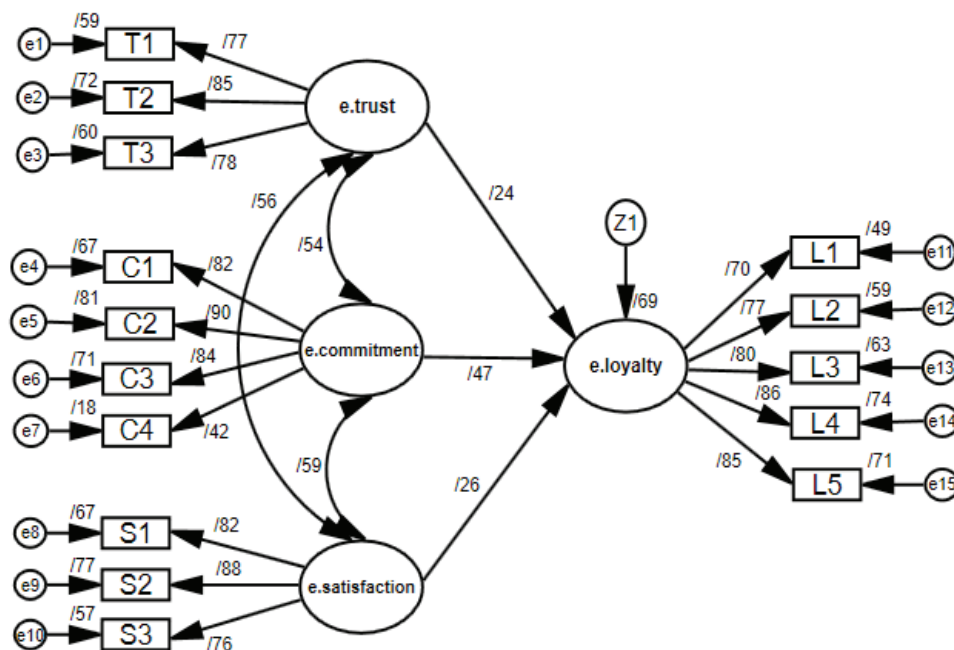 /59
e1
T1
/77
/72
e2
T2
/85
e.trust
/60
e3
T3
/78
/56
/24
/54
Z1
/67
e4
C1
/82
/81
e5
C2
/90
e.commitment
/71
e6
C3
/84
/18
e7
C4
/42
/47
/69
e.loyalty
/49
L1
e11
/70
/59
L2
e12
/77
/63
L3
e13
/80
/74
L4
e14
/86
/71
L5
e15
/85
/59
/26
/67
e8
S1
/82
/77
e9
S2
/88
e.satisfaction
/57
e10
S3
/76